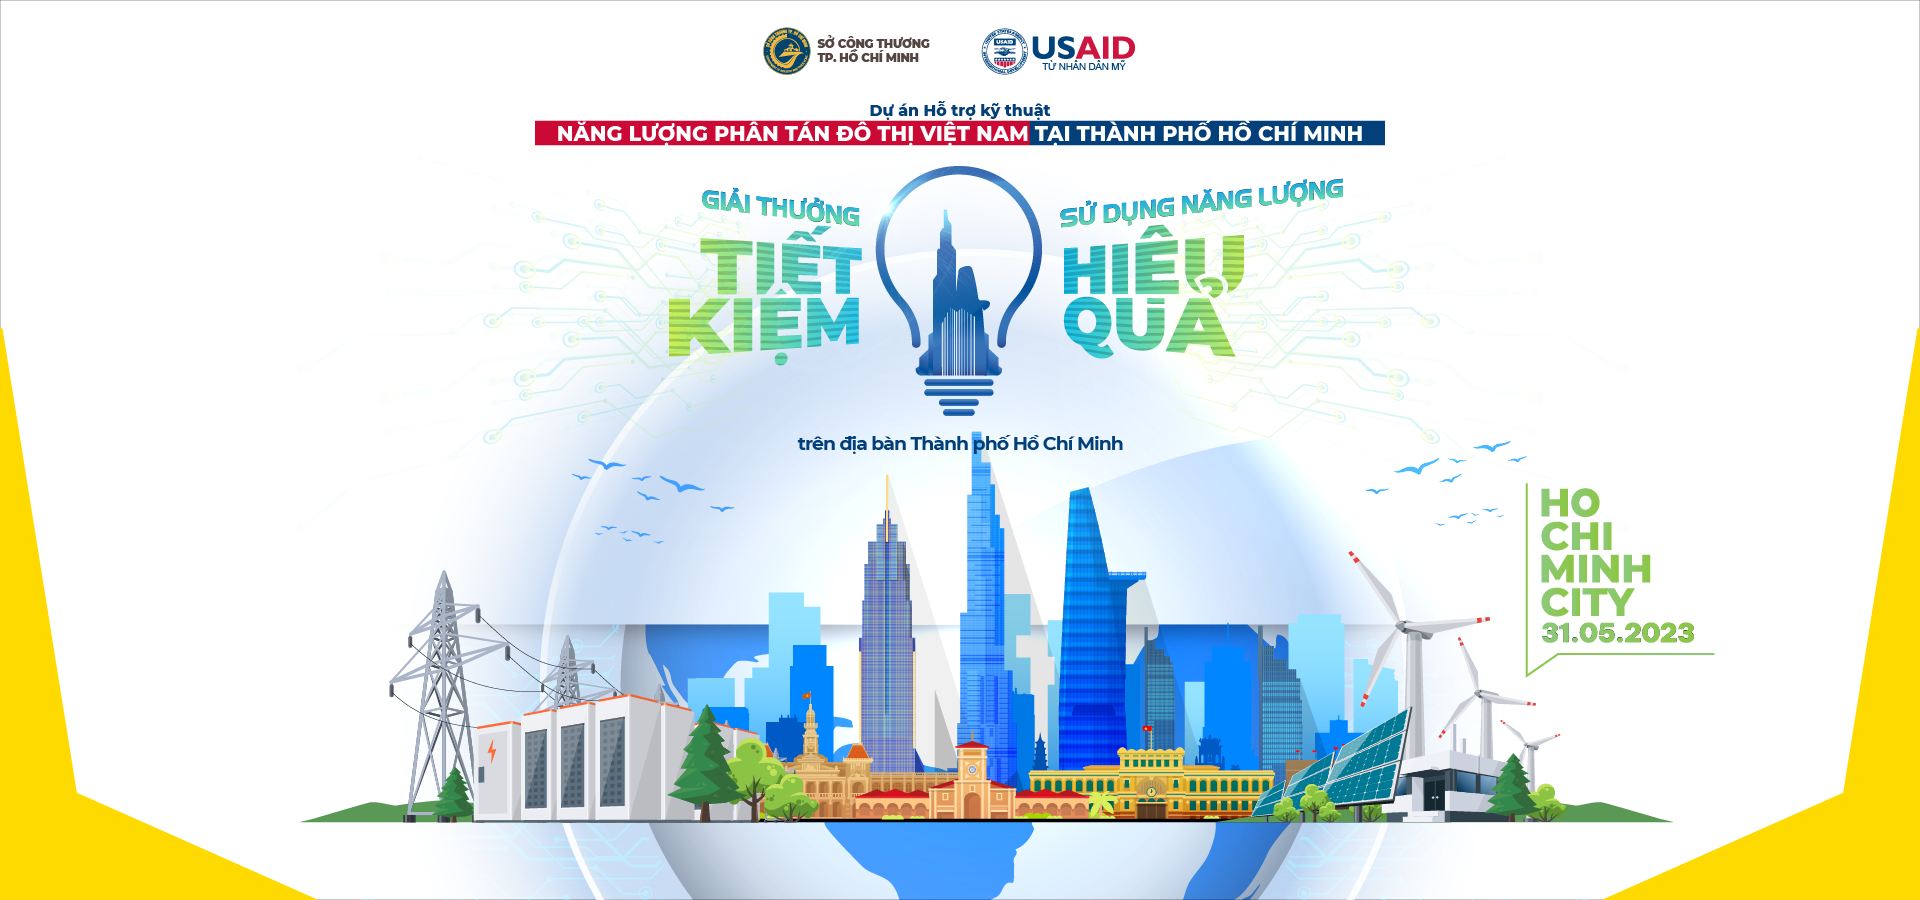 SỞ CÔNG THƯƠNG
TP. HỒ CHÍ MINH
USAID
TỪ NHÂN DÂN MỸ
Dự án Hỗ trợ kỹ thuật
NĂNG LƯỢNG PHÂN TÁN ĐÔ THỊ VIỆT NAM TẠI THÀNH PHỐ HỒ CHÍ MINH
GIẢI THƯỞNG
TIẾT
KIỆM
SỬ DỤNG NĂNG LƯỢNG
HIỆU
QUẢ
trên địa bàn Thành phố Hồ Chí Minh
HO
CHI
MINH
CITY
31.05.2023